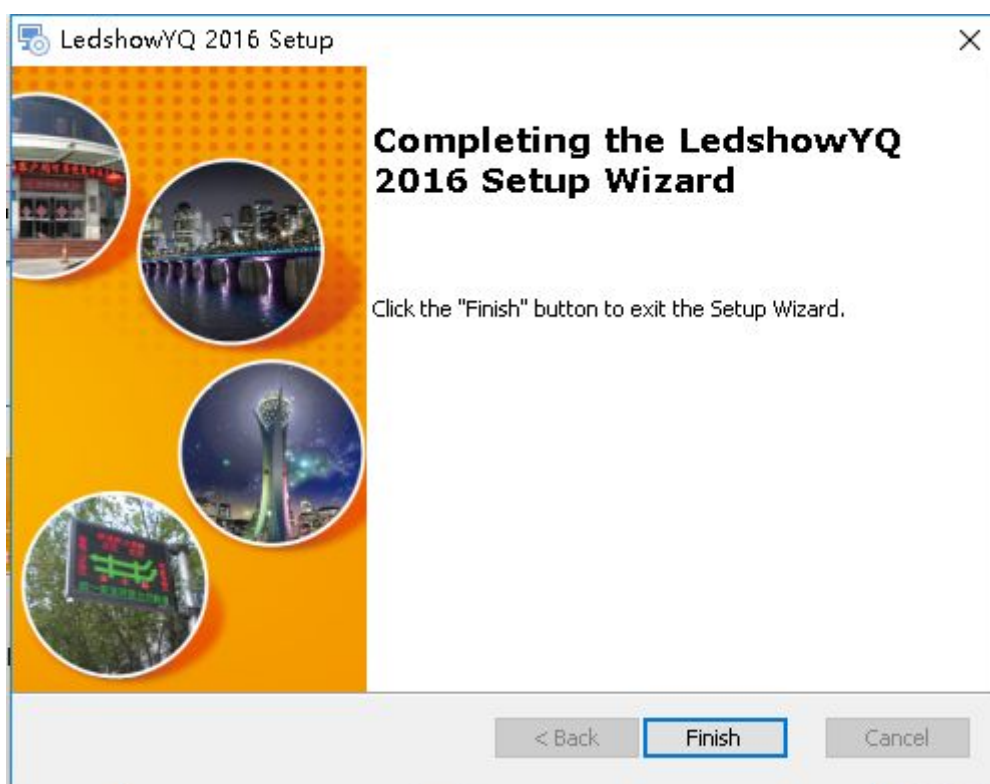 LedshowYQ 2016 Setup
Completing the LedshowYQ
2016 Setup Wizard
Click the "Finish" button to exit the Setup Wizard.
< Back
Finish
Cancel